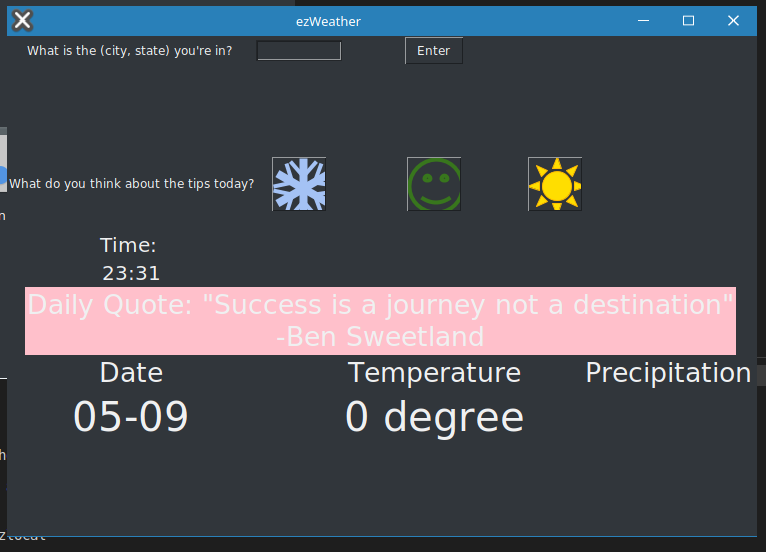 ezWeather
What is the (city, state) you're in?
Enter
What do you think about the tips today?
Time:
23:31
Daily Quote: "Success is a journey not a destination"
-Ben Sweetland
Date
Temperature
Precipitation
05-09
0 degree